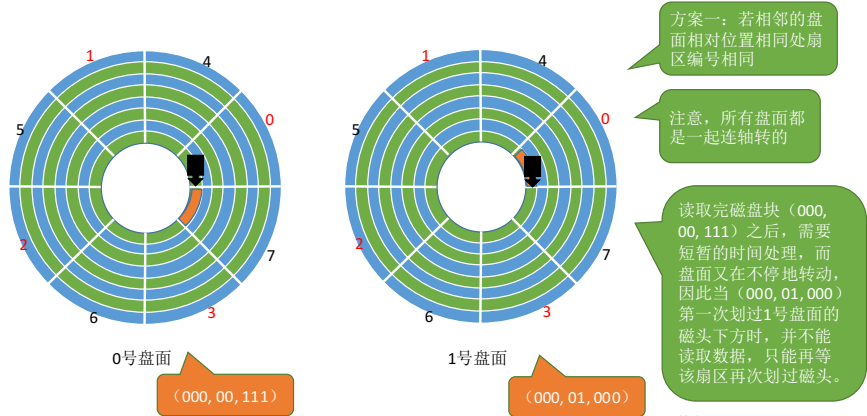 1
4
5
0
2
7
6
3
0号盘面
（000, 00, 111）
1
4
5
0
2
7
6
3
1号盘面
（000, 01, 000）
方案一：若相邻的盘
面相对位置相同处扇
区编号相同
注意，所有盘面都
是一起连轴转的
读取完磁盘块（000,
00, 111）之后，需要
短暂的时间处理，而
盘面又在不停地转动，
因此当（000, 01, 000）
第一次划过1号盘面的
磁头下方时，并不能
读取数据，只能再等
该扇区再次划过磁头。